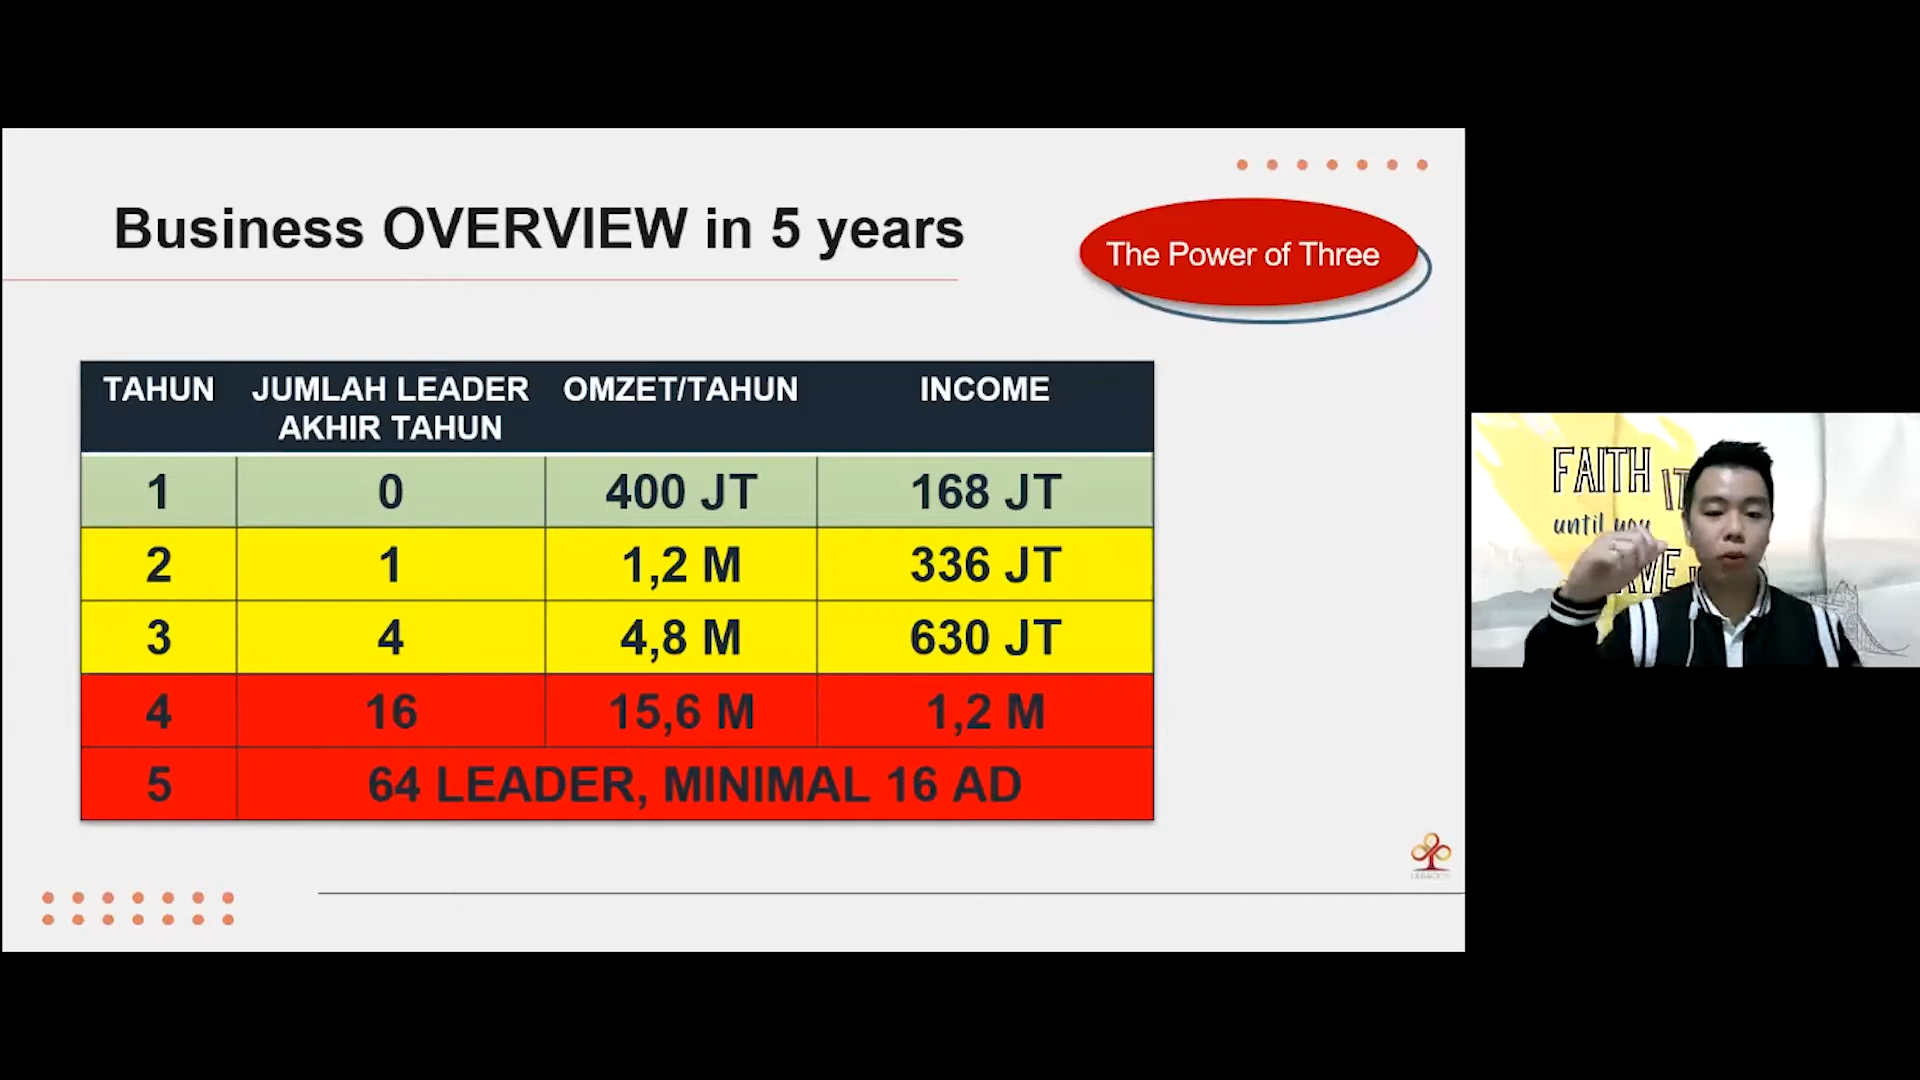 Business OVERVIEW in 5 years
The Power of Three
TAHUN JUMLAH LEADER AKHIR TAHUN OMZET/TAHUN INCOME
1 0 400 JT 168 JT
2 1 1,2 M 336 JT
3 4 4,8 M 630 JT
4 16 15,6 M 1,2 M
5 64 LEADER, MINIMAL 16 AD
FAITH
until you